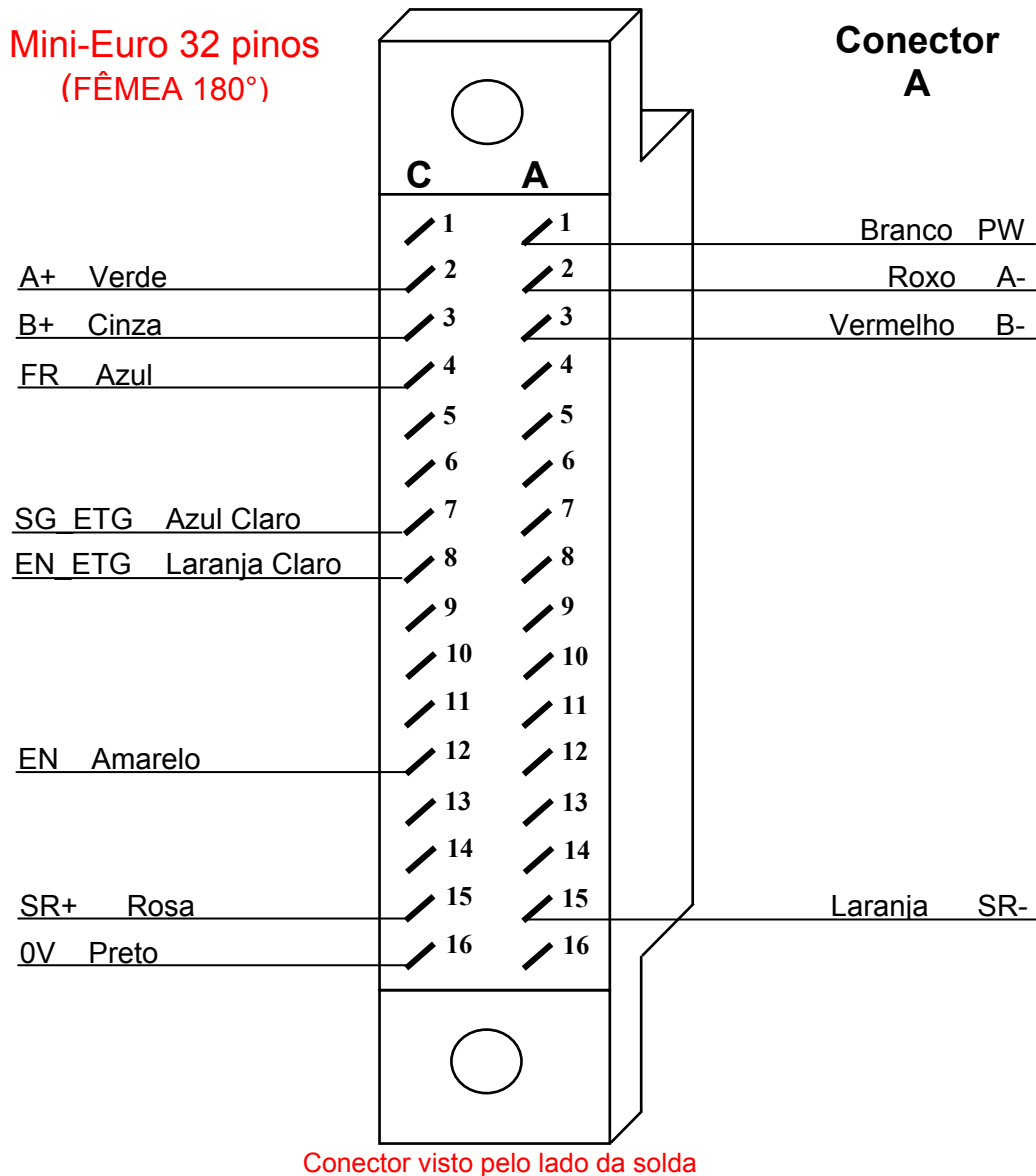 Mini-Euro 32 pinos
(FÊMEA 180°)
Conector
A
C A
1 1 Branco PW
A+ Verde 2 2 Roxo A-
B+ Cinza 3 3 Vermelho B-
FR Azul 4 4
5 5
6 6
SG_ETG Azul Claro 7 7
EN_ETG Laranja Claro 8 8
9 9
10 10
11 11
EN Amarelo 12 12
13 13
14 14
SR+ Rosa 15 15 Laranja SR-
0V Preto 16 16
Conector visto pelo lado da solda